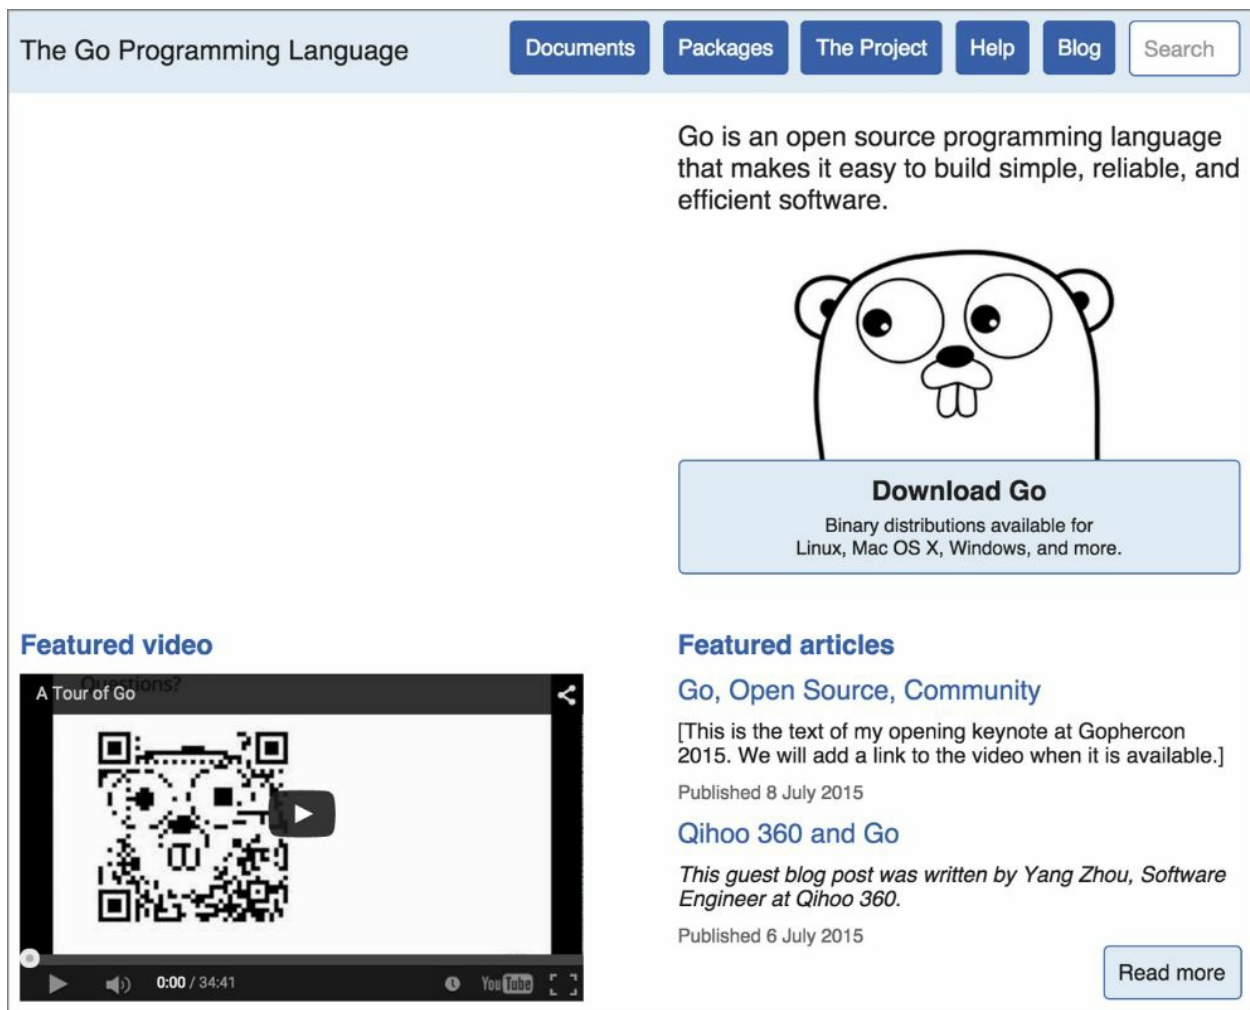 The Go Programming Language
Documents
Packages
The Project
Help
Blog
Search
Go is an open source programming language
that makes it easy to build simple, reliable, and
efficient software.
Download Go
Binary distributions available for
Linux, Mac OS X, Windows, and more.
Featured video
Questions?
A Tour of Go
0:00 / 34:41
YouTube
Featured articles
Go, Open Source, Community
[This is the text of my opening keynote at Gophercon
2015. We will add a link to the video when it is available.]
Published 8 July 2015
Qihoo 360 and Go
This guest blog post was written by Yang Zhou, Software
Engineer at Qihoo 360.
Published 6 July 2015
Read more